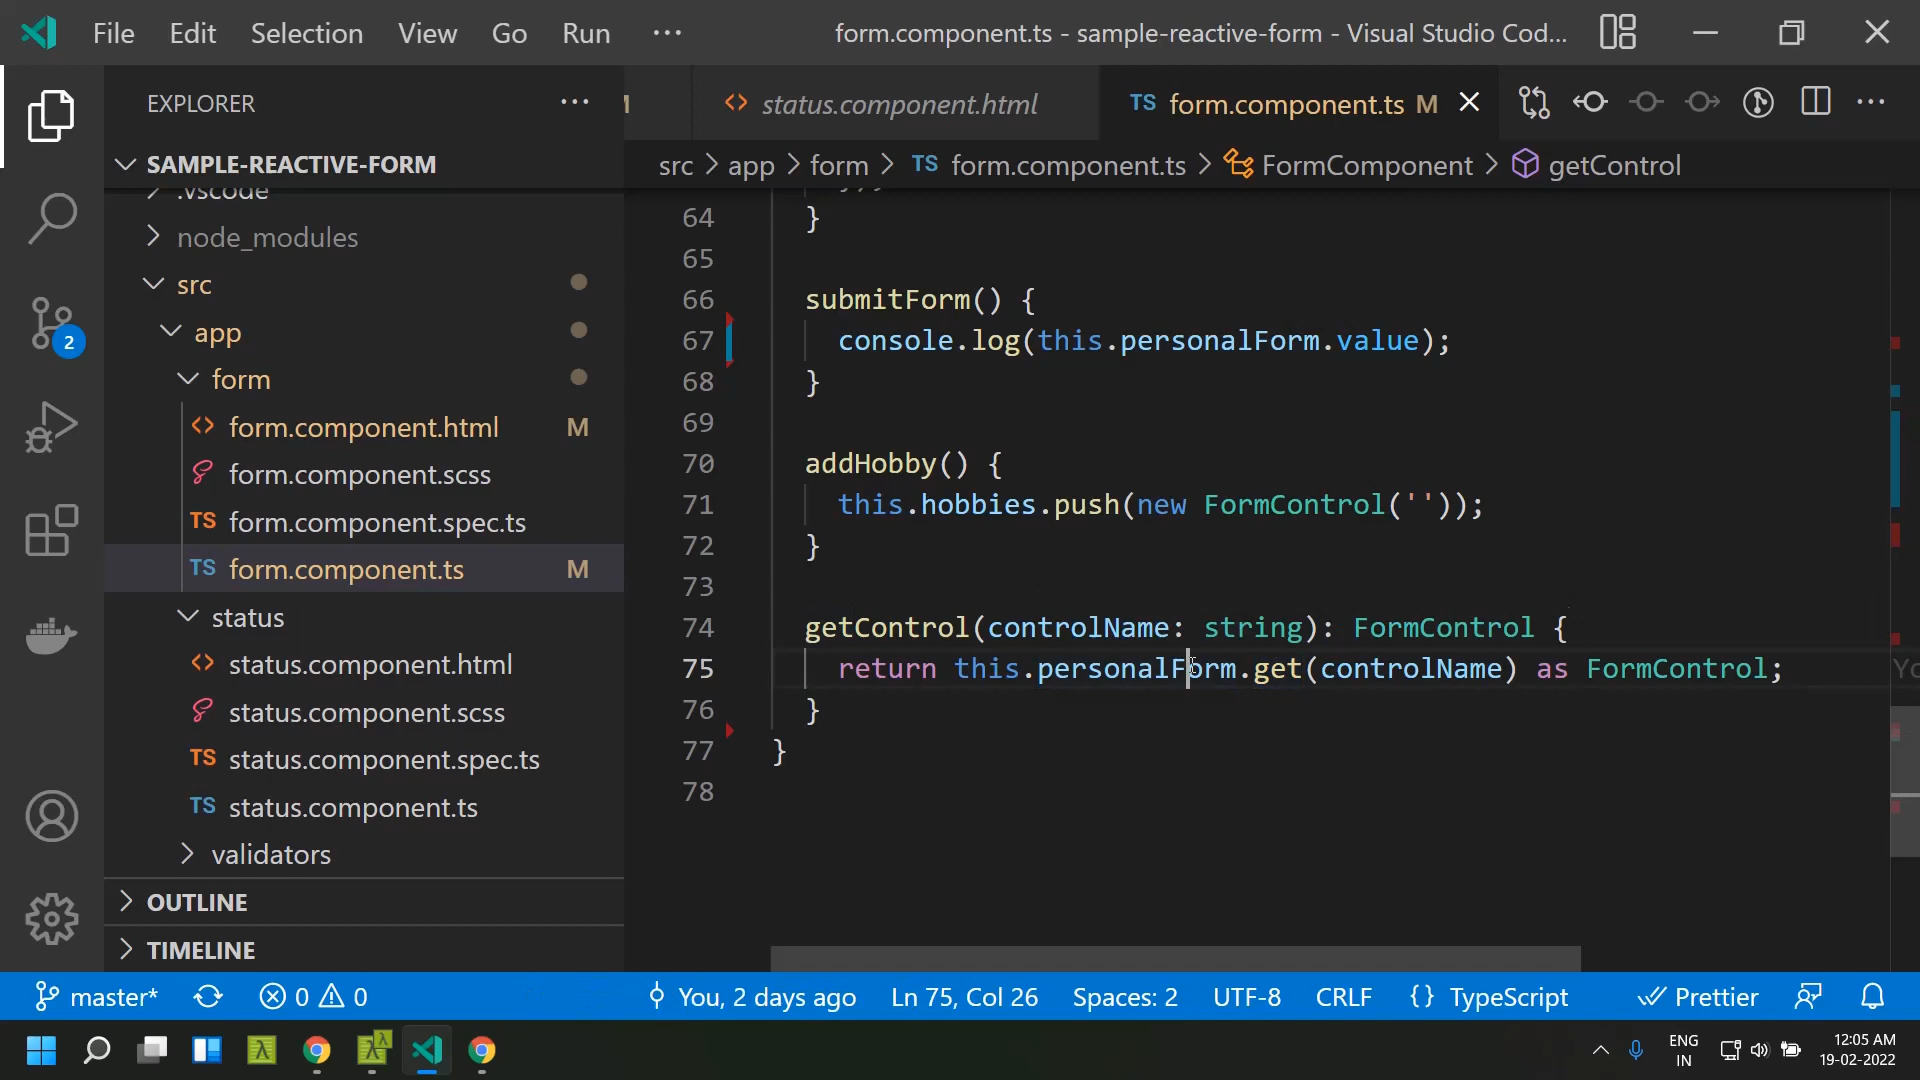 File Edit Selection View Go Run ··· form.component.ts - sample-reactive-form - Visual Studio Cod...
EXPLORER ···
SAMPLE-REACTIVE-FORM
.vscode
node_modules
src
app
form
form.component.html M
form.component.scss
TS form.component.spec.ts
TS form.component.ts M
status
status.component.html
status.component.scss
TS status.component.spec.ts
TS status.component.ts
validators
OUTLINE
TIMELINE
2
status.component.html TS form.component.ts M
src > app > form > TS form.component.ts > FormComponent > getControl
64 }
65
66 submitForm() {
67 console.log(this.personalForm.value);
68 }
69
70 addHobby() {
71 this.hobbies.push(new FormControl(''));
72 }
73
74 getControl(controlName: string): FormControl {
75 return this.personalForm.get(controlName) as FormControl;
76 }
77 }
78
master* 0 0 You, 2 days ago Ln 75, Col 26 Spaces: 2 UTF-8 CRLF {} TypeScript Prettier
ENG
IN
12:05 AM
19-02-2022